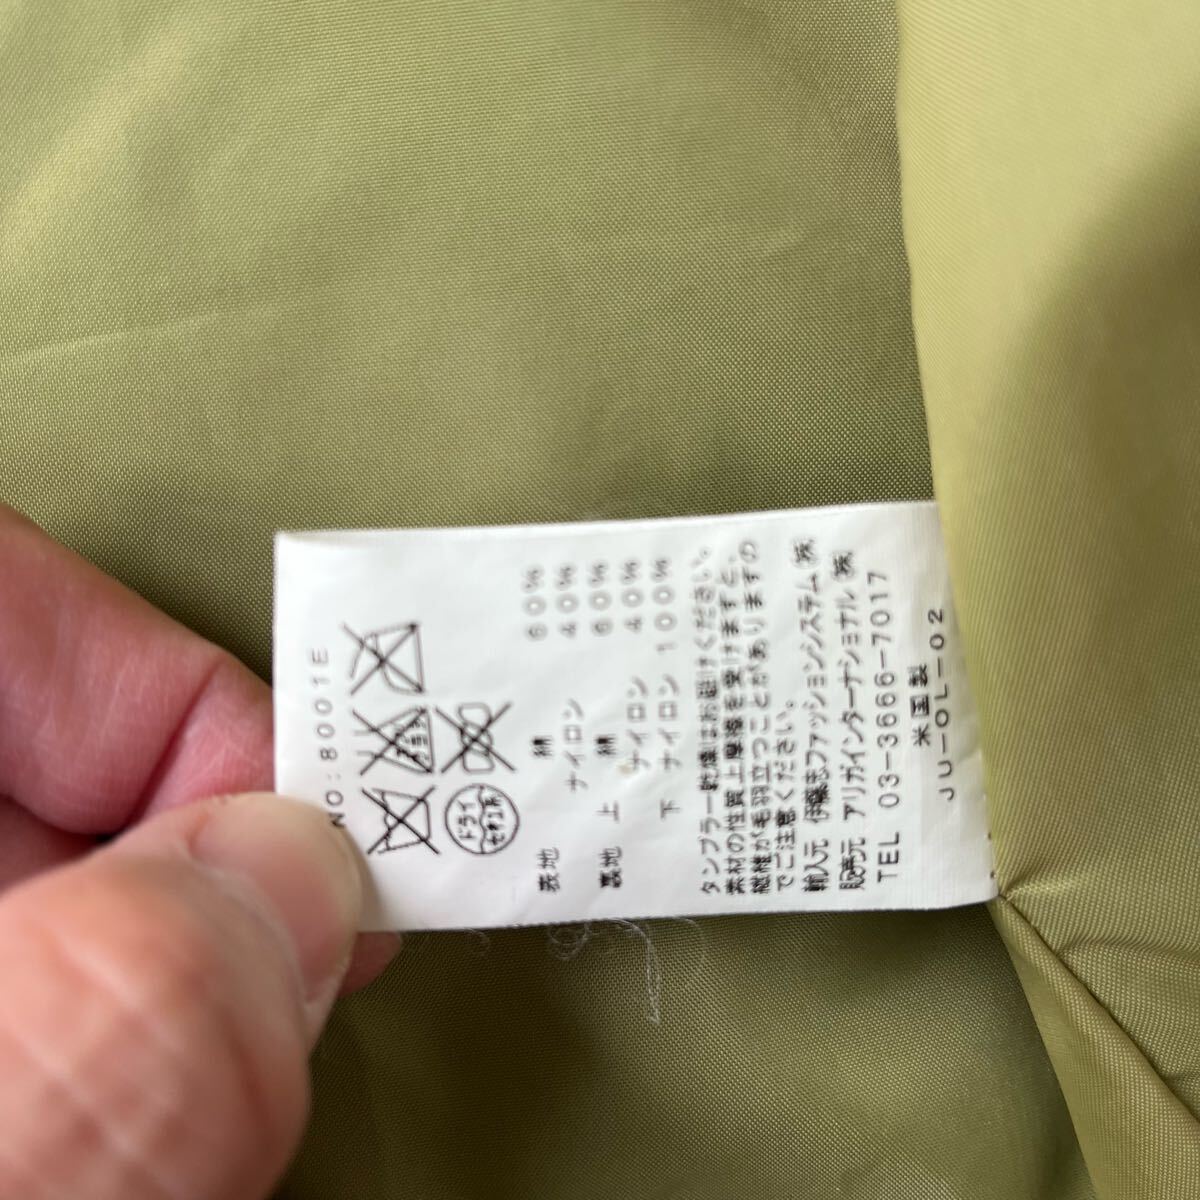 NO:8001E
ドライ
セキユ系
表地 綿 60%
ナイロン 40%
裏地 上 綿 60%
ナイロン 40%
下 ナイロン 100%
タンブラー乾燥はお避けください。
素材の性質上摩擦を受けますと、
繊維が毛羽立つことがありますの
でご注意ください。
輸入元 伊藤忠ファッションシステム(株)
販売元 アリガインターナショナル(株)
TEL 03-3666-7017
米国製
JU-OL-02